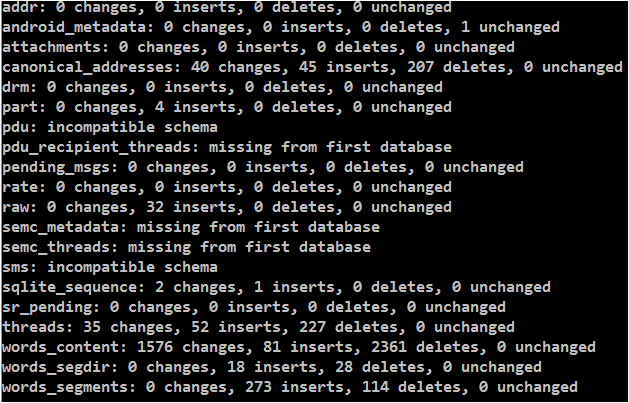 addr: 0 changes, 0 inserts, 0 deletes, 0 unchanged
android_metadata: 0 changes, 0 inserts, 0 deletes, 1 unchanged
attachments: 0 changes, 0 inserts, 0 deletes, 0 unchanged
canonical_addresses: 40 changes, 45 inserts, 207 deletes, 0 unchanged
drm: 0 changes, 0 inserts, 0 deletes, 0 unchanged
part: 0 changes, 4 inserts, 0 deletes, 0 unchanged
pdu: incompatible schema
pdu_recipient_threads: missing from first database
pending_msgs: 0 changes, 0 inserts, 0 deletes, 0 unchanged
rate: 0 changes, 0 inserts, 0 deletes, 0 unchanged
raw: 0 changes, 32 inserts, 0 deletes, 0 unchanged
semc_metadata: missing from first database
semc_threads: missing from first database
sms: incompatible schema
sqlite_sequence: 2 changes, 1 inserts, 0 deletes, 0 unchanged
sr_pending: 0 changes, 0 inserts, 0 deletes, 0 unchanged
threads: 35 changes, 52 inserts, 227 deletes, 0 unchanged
words_content: 1576 changes, 81 inserts, 2361 deletes, 0 unchanged
words_segdir: 0 changes, 18 inserts, 28 deletes, 0 unchanged
words_segments: 0 changes, 273 inserts, 114 deletes, 0 unchanged